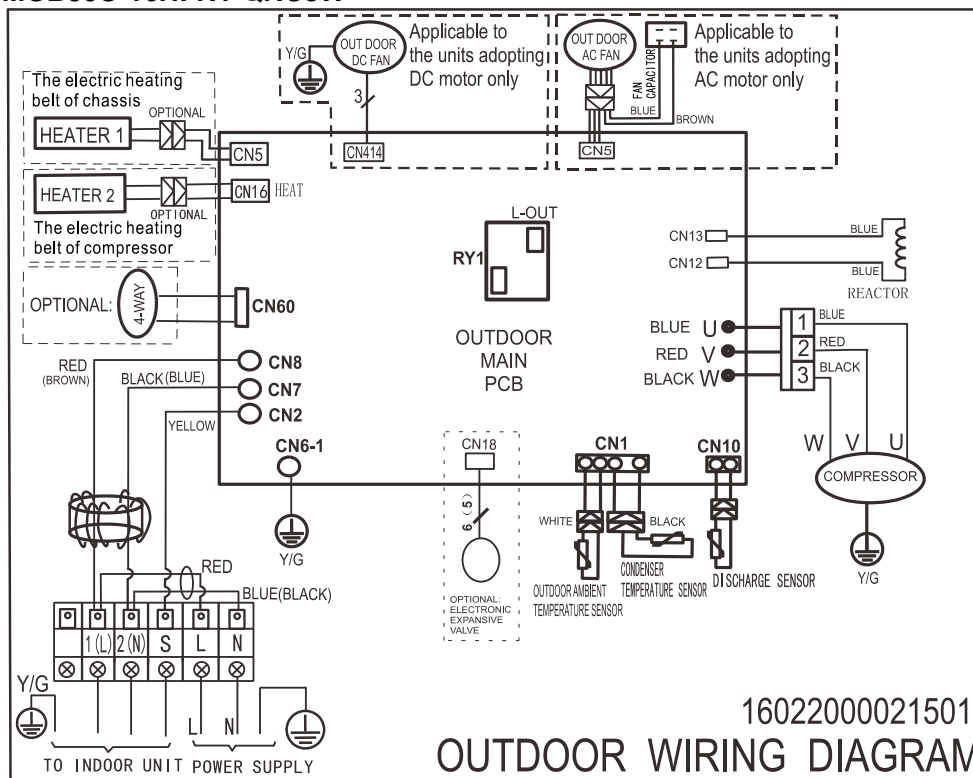 Y/G
OUT DOOR
DC FAN
Applicable to
the units adopting
DC motor only
3
CN414
OUT DOOR
AC FAN
FAN
CAPACITOR
BLUE
BROWN
CN5
Applicable to
the units adopting
AC motor only
The electric heating
belt of chassis
OPTIONAL
HEATER 1
CN5
HEATER 2
CN16 HEAT
OPTIONAL
The electric heating
belt of compressor
OPTIONAL:
4-WAY
CN60
L-OUT
RY1
OUTDOOR
MAIN
PCB
CN13
BLUE
CN12
BLUE
REACTOR
BLUE U
RED V
BLACK W
1
2
3
BLUE
RED
BLACK
W V U
COMPRESSOR
Y/G
RED
(BROWN)
CN8
BLACK(BLUE)
CN7
CN2
YELLOW
CN6-1
Y/G
CN18
6 (5)
OPTIONAL:
ELECTRONIC
EXPANSIVE
VALVE
CN1
WHITE
BLACK
OUTDOOR AMBIENT
TEMPERATURE SENSOR
CONDENSER
TEMPERATURE SENSOR
CN10
DISCHARGE SENSOR
RED
BLUE(BLACK)
1(L) 2(N) S L N
Y/G
L N
TO INDOOR UNIT POWER SUPPLY
16022000021501
OUTDOOR WIRING DIAGRAM